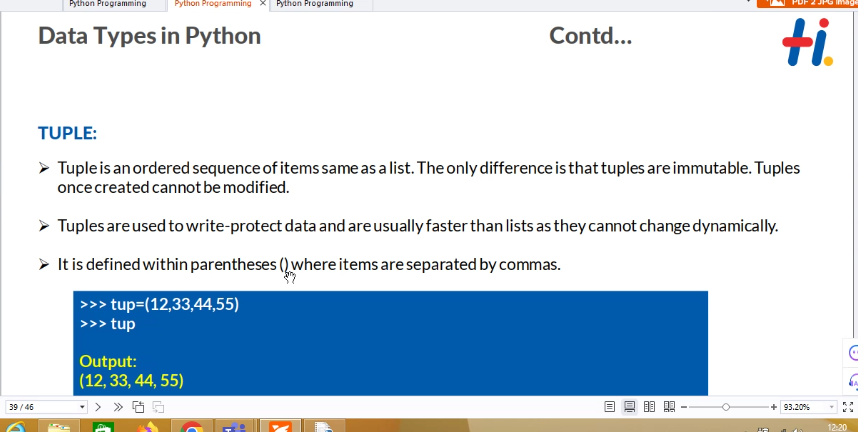 Python Programming
Python Programming
Python Programming
PDF 2 JPG Image
Data Types in Python
Contd...
Hi.
TUPLE:
➢ Tuple is an ordered sequence of items same as a list. The only difference is that tuples are immutable. Tuples
once created cannot be modified.
➢ Tuples are used to write-protect data and are usually faster than lists as they cannot change dynamically.
➢ It is defined within parentheses () where items are separated by commas.
>>> tup=(12,33,44,55)
>>> tup
Output:
(12, 33, 44, 55)
39 / 46
93.20%
12:20